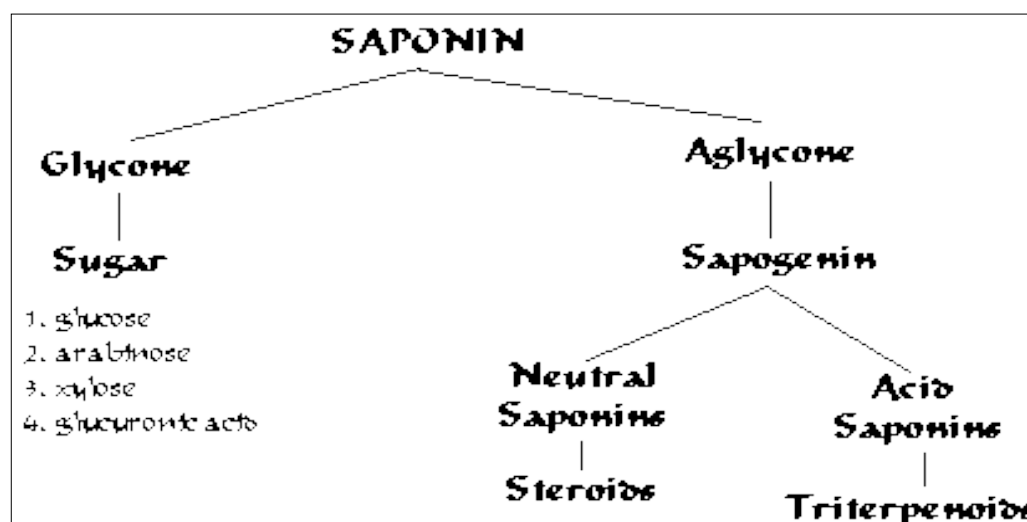 SAPONIN
Glycone
Aglycone
Sugar
Sapogenin
1. glucose
2. arabinose
3. xylose
4. glucuronic acid
Neutral
Saponins
Acid
Saponins
Steroids
Triterpenoids